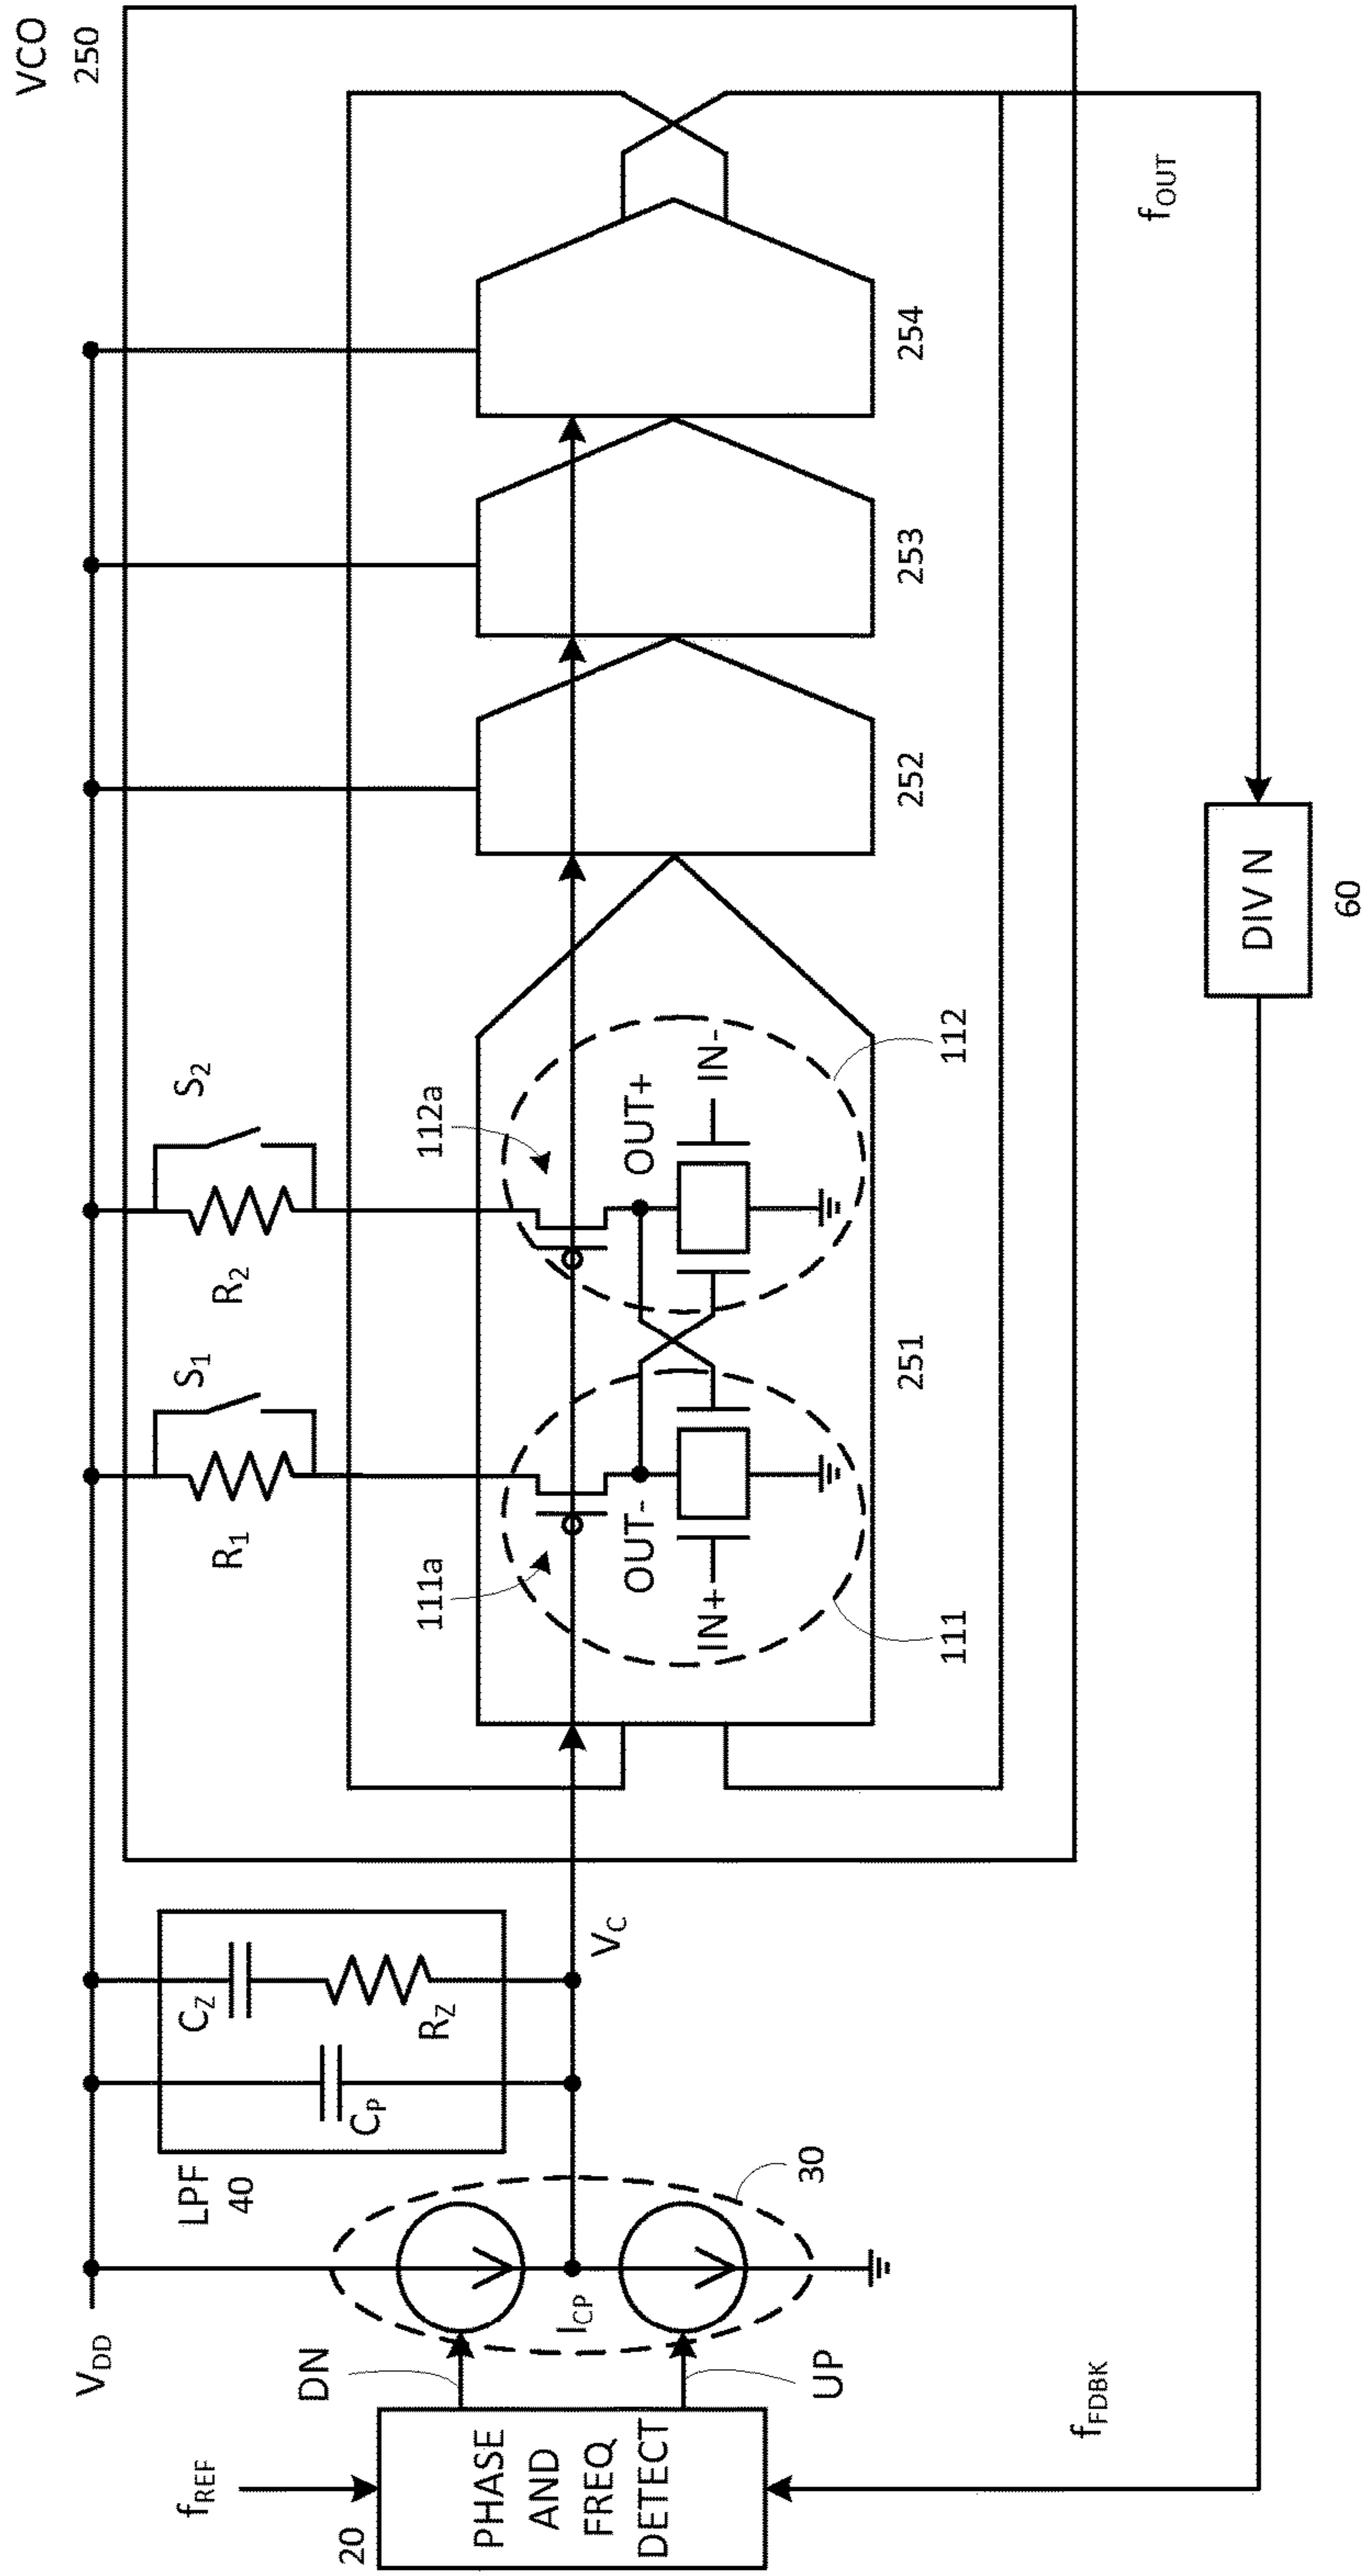 VCO
250
V_DD
R₁
S₁
R₂
S₂
LPF
40
C_P
C_Z
R_Z
f_REF
20
PHASE
AND
FREQ
DETECT
DN
UP
I_CP
30
V_C
111a
112a
OUT-
OUT+
IN+
IN-
111
112
251
252
253
254
f_OUT
f_FDBK
DIV N
60